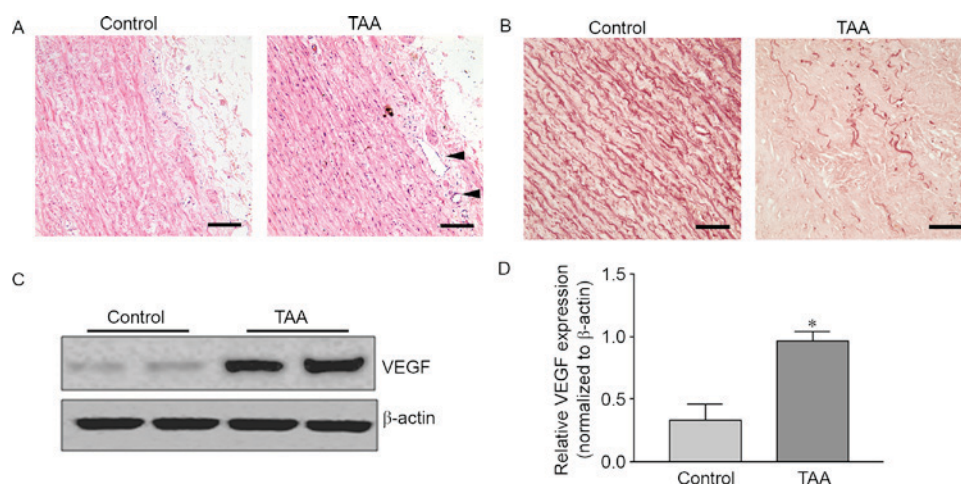 A
Control
TAA
B
Control
TAA
C
Control
TAA
VEGF
β-actin
D
Relative VEGF expression
(normalized to β-actin)
1.5
1.0
0.5
0.0
*
Control
TAA